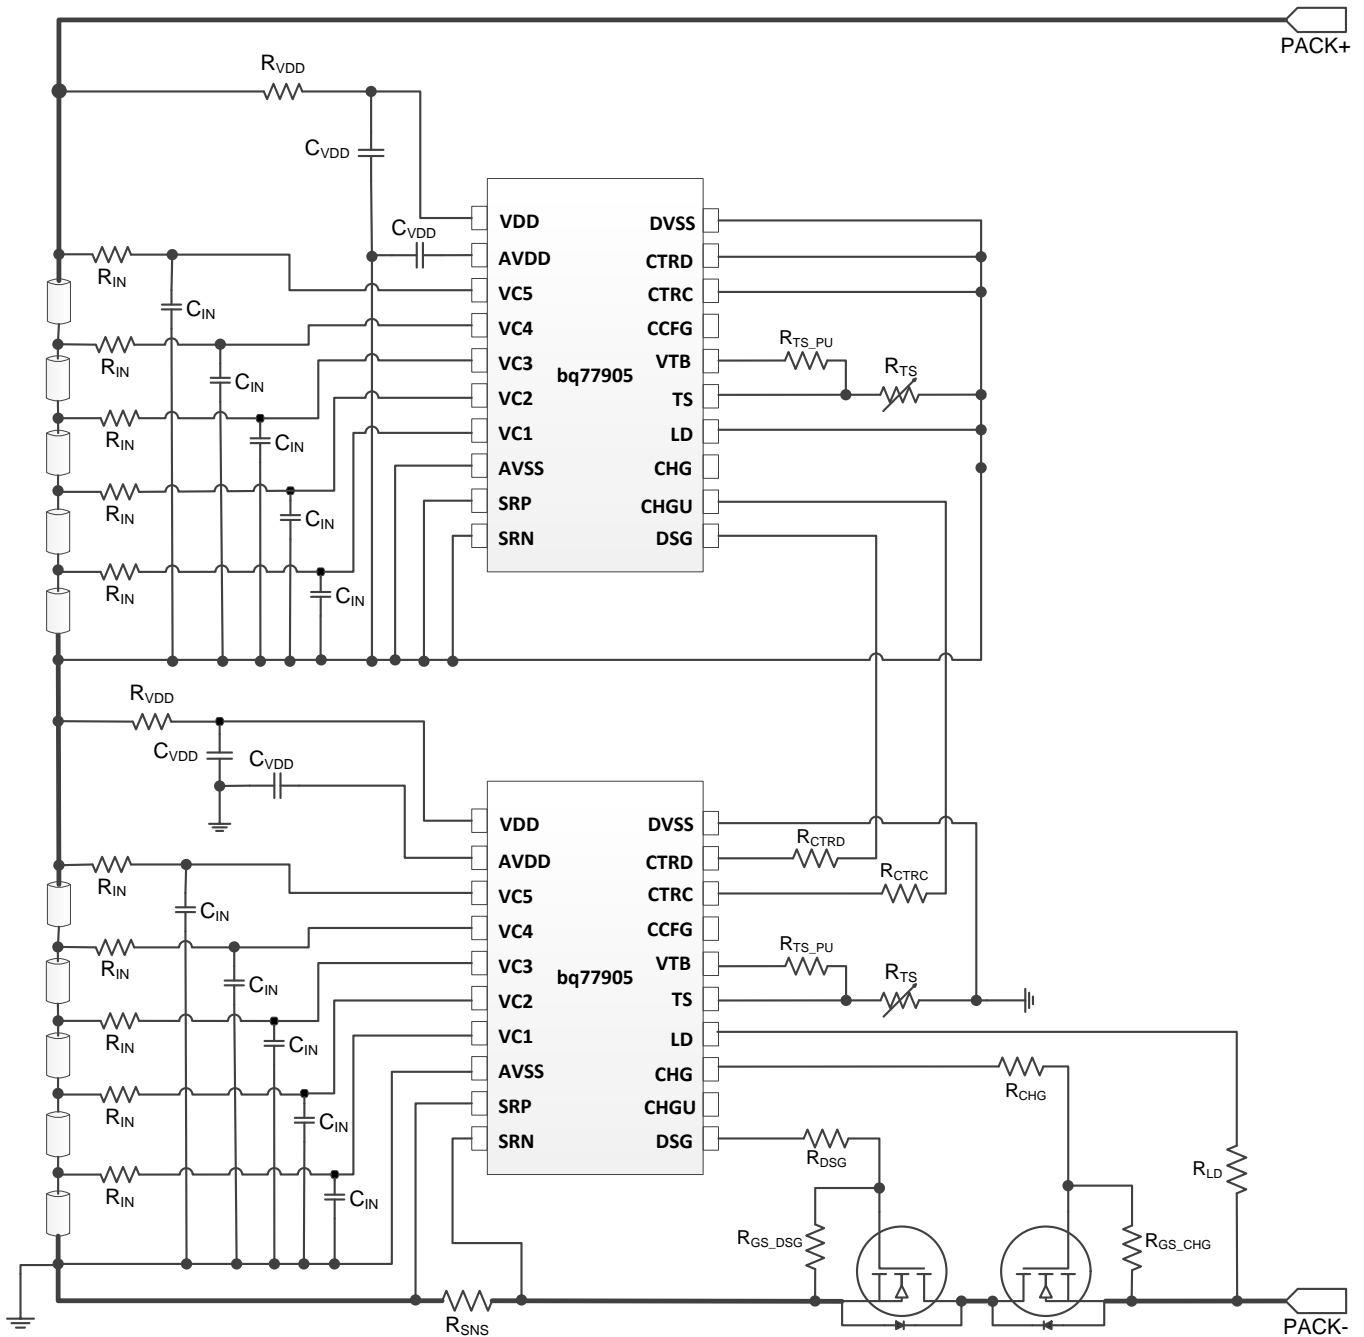 PACK+
RVDD
CVDD
CVDD
RIN
CIN
RIN
CIN
RIN
CIN
RIN
CIN
RIN
CIN
VDD
AVDD
VC5
VC4
VC3
VC2
VC1
AVSS
SRP
SRN
bq77905
DVSS
CTRD
CTRC
CCFG
VTB
TS
LD
CHG
CHGU
DSG
RTS_PU
RTS
RVDD
CVDD
CVDD
RIN
CIN
RIN
CIN
RIN
CIN
RIN
CIN
RIN
CIN
VDD
AVDD
VC5
VC4
VC3
VC2
VC1
AVSS
SRP
SRN
bq77905
DVSS
CTRD
CTRC
CCFG
VTB
TS
LD
CHG
CHGU
DSG
RCTRD
RCTRC
RTS_PU
RTS
RCHG
RDSG
RLD
RGS_DSG
RGS_CHG
RSNS
PACK-